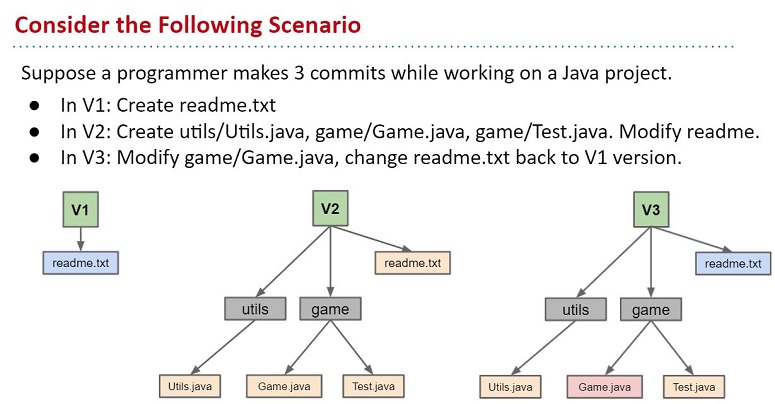 Consider the Following Scenario
Suppose a programmer makes 3 commits while working on a Java project.
● In V1: Create readme.txt
● In V2: Create utils/Utils.java, game/Game.java, game/Test.java. Modify readme.
● In V3: Modify game/Game.java, change readme.txt back to V1 version.
V1
readme.txt
V2
readme.txt
utils
game
Utils.java
Game.java
Test.java
V3
readme.txt
utils
game
Utils.java
Game.java
Test.java